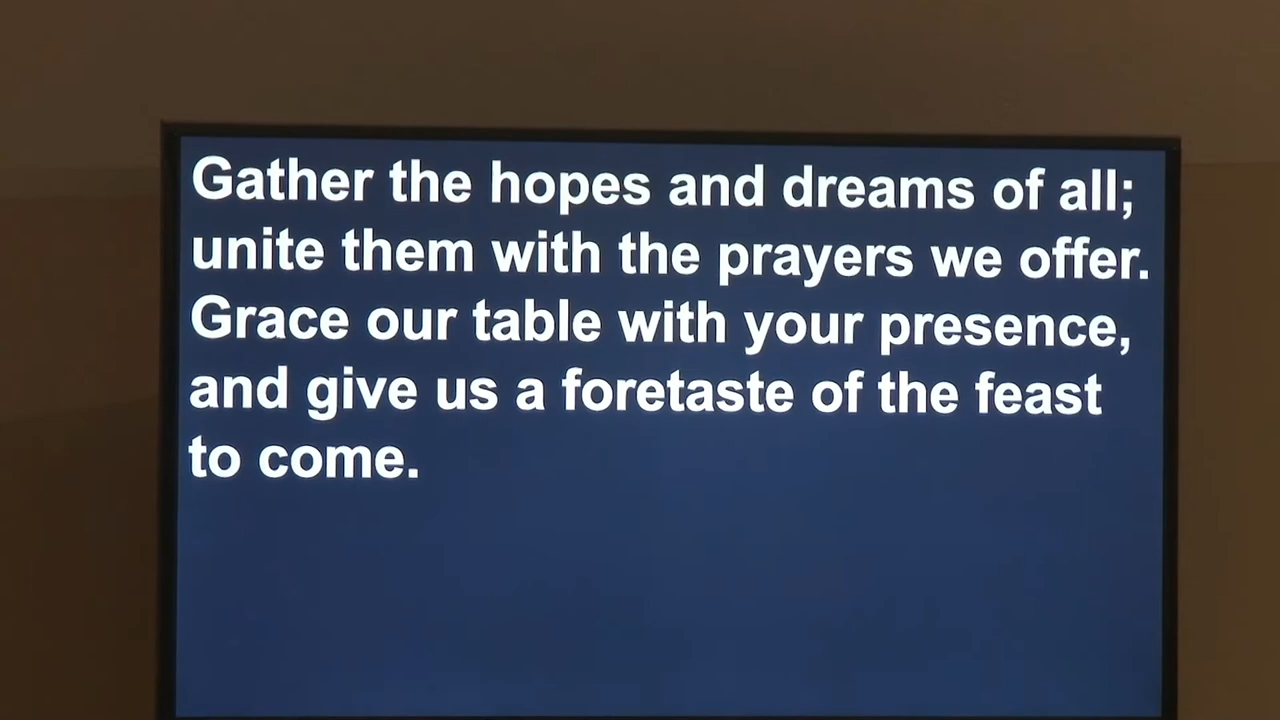 Gather the hopes and dreams of all;
unite them with the prayers we offer.
Grace our table with your presence,
and give us a foretaste of the feast
to come.